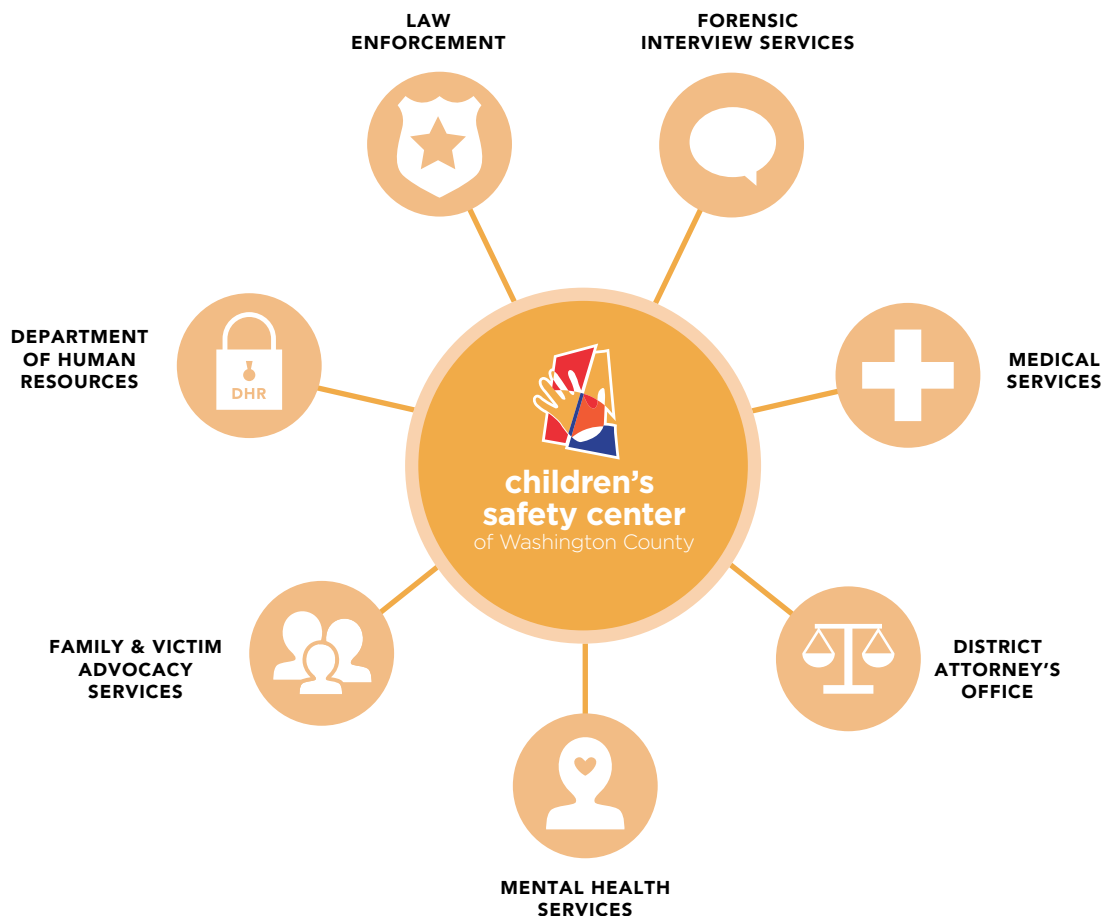 LAW
ENFORCEMENT
FORENSIC
INTERVIEW SERVICES
DEPARTMENT
OF HUMAN
RESOURCES
DHR
MEDICAL
SERVICES
children's
safety center
of Washington County
FAMILY & VICTIM
ADVOCACY
SERVICES
DISTRICT
ATTORNEY'S
OFFICE
MENTAL HEALTH
SERVICES